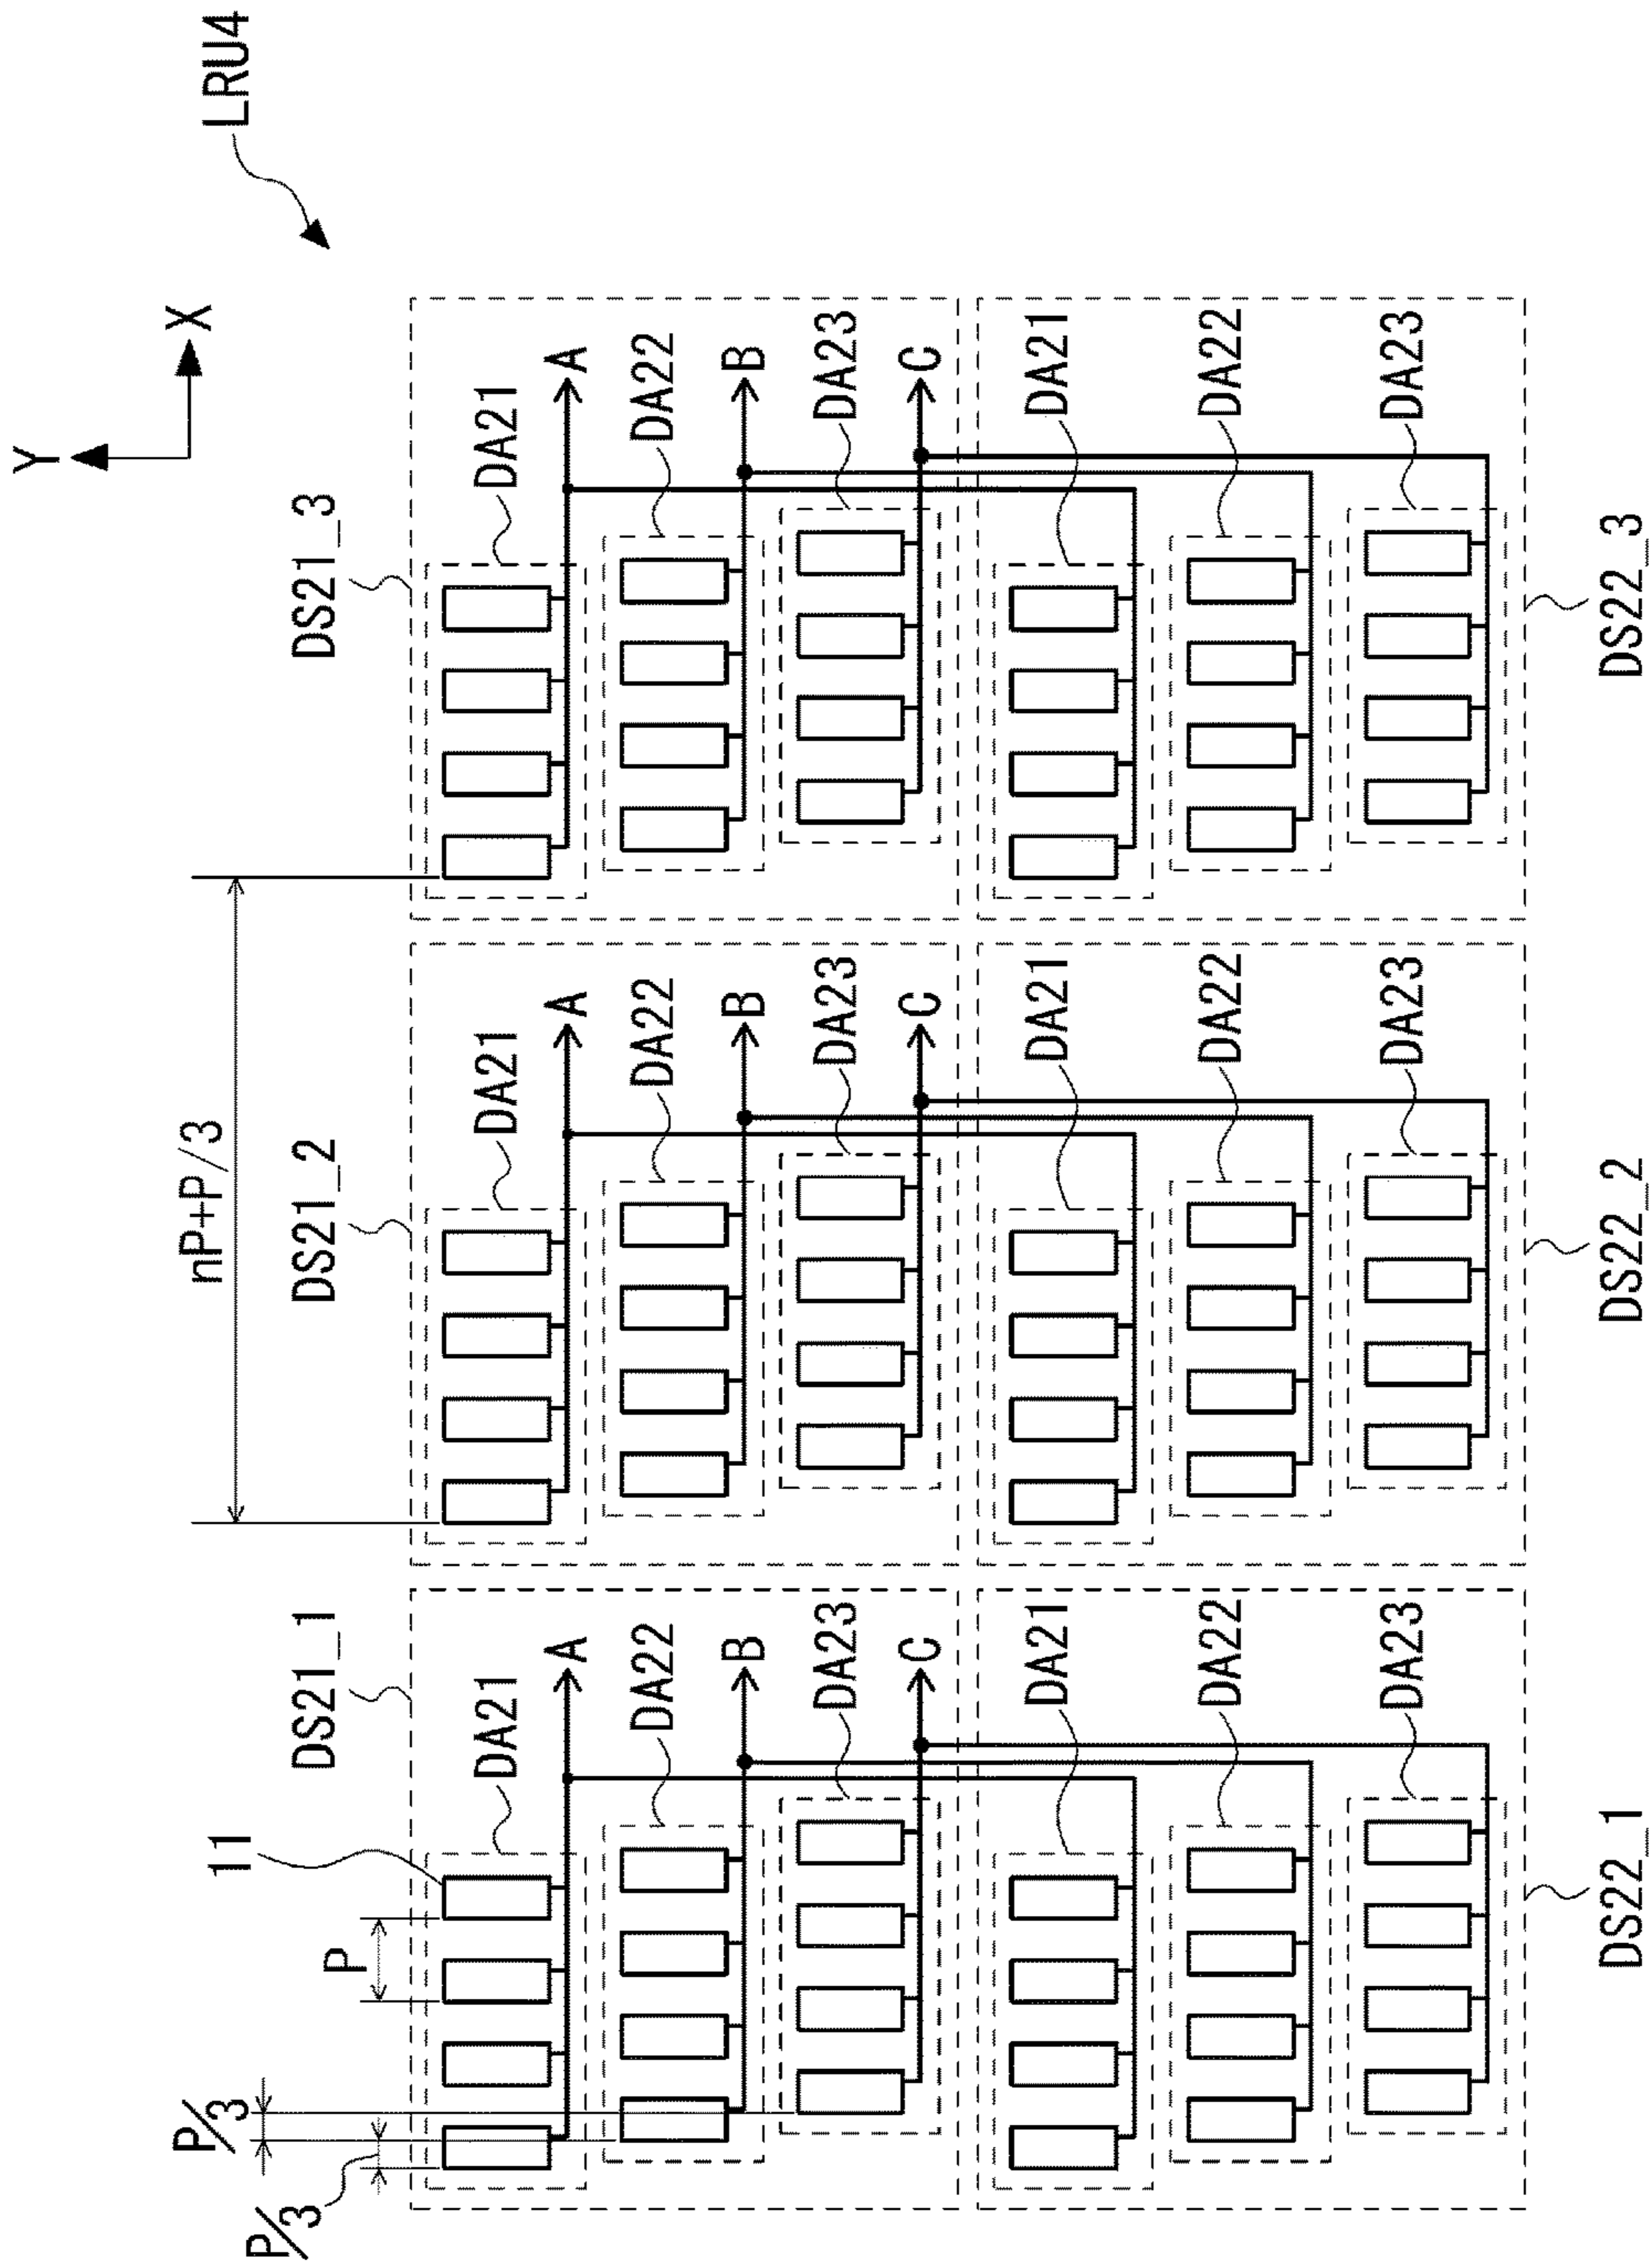 LRU4
Y
X
nP+P/3
DS21_1
DS21_2
DS21_3
11
P
P/3
P/3
DA21
A
DA22
B
DA23
C
DA21
A
DA22
B
DA23
C
DA21
A
DA22
B
DA23
C
DA21
DA22
DA23
DA21
DA22
DA23
DA21
DA22
DA23
DS22_1
DS22_2
DS22_3